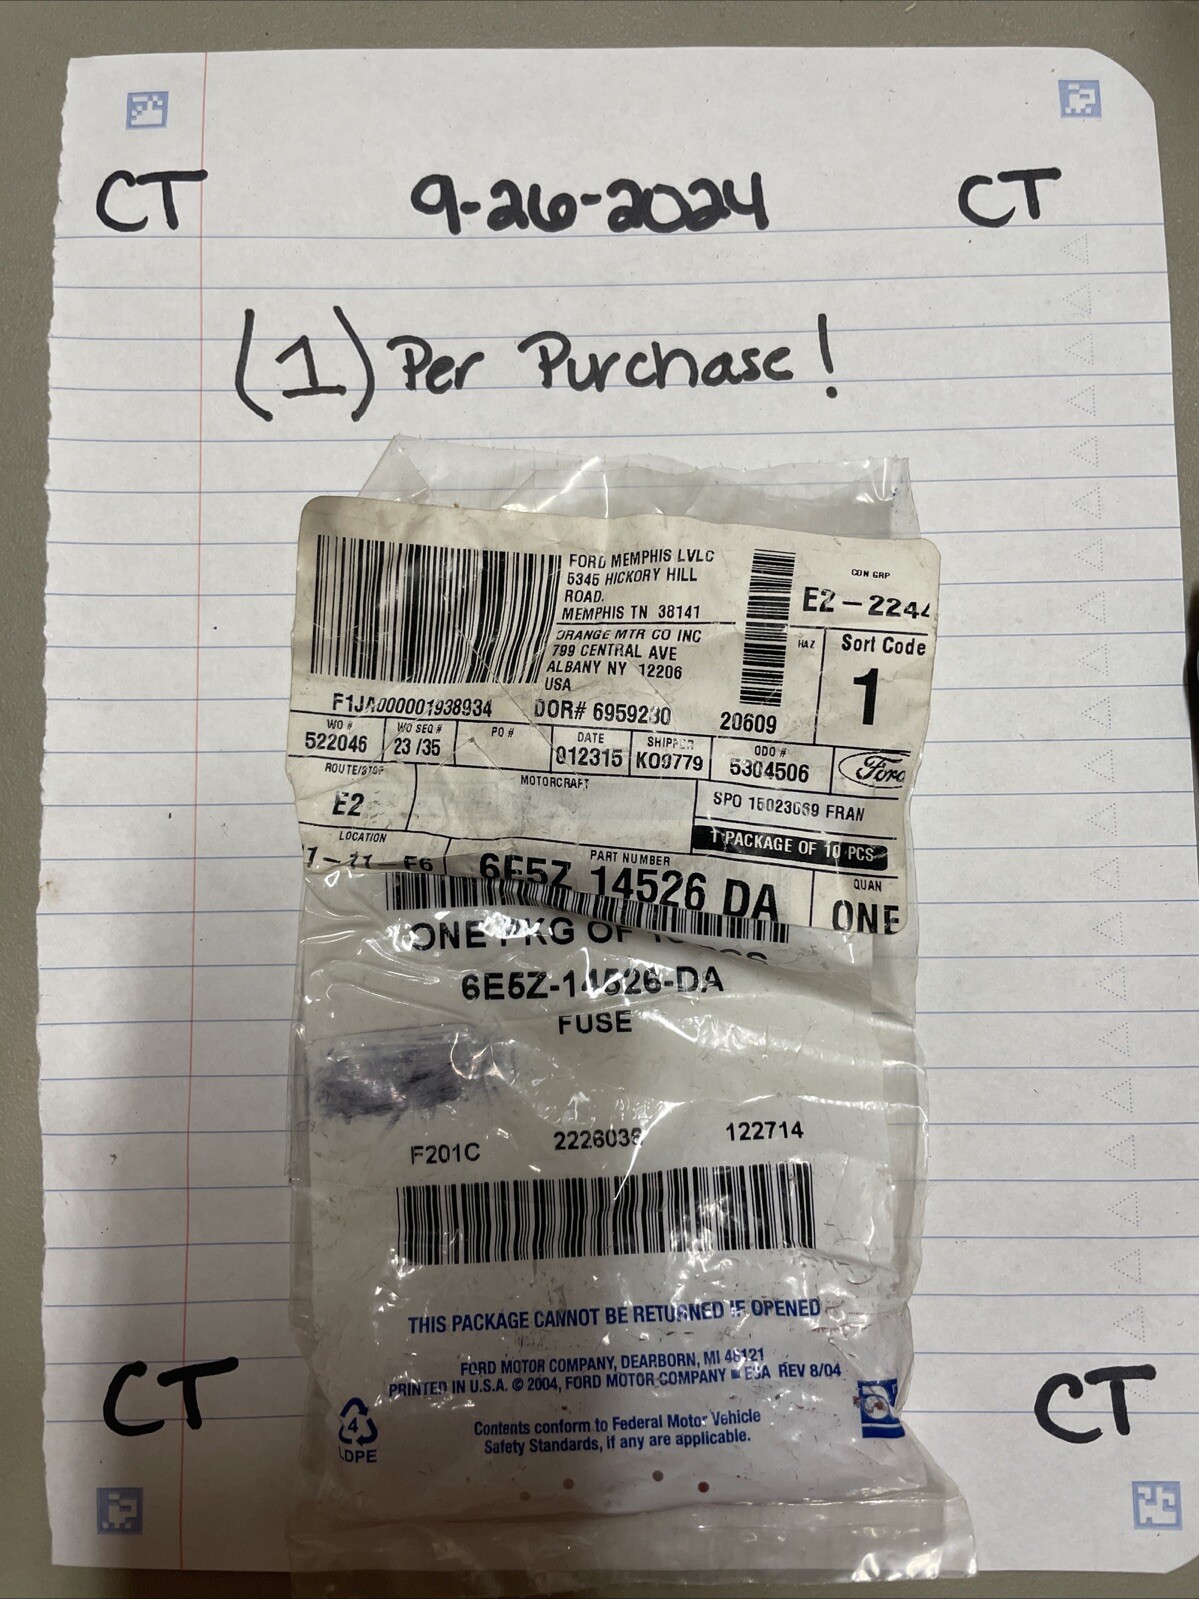 CT 9-26-2024 CT
(1) Per Purchase!
FORD MEMPHIS LVLC
5345 HICKORY HILL
ROAD.
MEMPHIS TN 38141
ORANGE MTR CO INC
799 CENTRAL AVE
ALBANY NY 12206
USA
CON GRP
E2-2244
HAZ
Sort Code
1
F1JA000001938934 DOR# 6959230 20609
WO #
522046
WO SEQ #
23/35
PO #
DATE
012315
SHIPPER
K09779
ODO #
5304506
Ford
ROUTE/STOP
E2
MOTORCRAFT
SPO 15023069 FRAN
1 PACKAGE OF 10 PCS
LOCATION
PART NUMBER
6E5Z 14526 DA
QUAN
ONE
ONE PKG OF
6E5Z-14526-DA
FUSE
F201C 122714
THIS PACKAGE CANNOT BE RETURNED IF OPENED
FORD MOTOR COMPANY, DEARBORN, MI 48121
PRINTED IN U.S.A. © 2004, FORD MOTOR COMPANY REV 8/04
Contents conform to Federal Motor Vehicle
Safety Standards, if any are applicable.
4
LDPE
CT CT